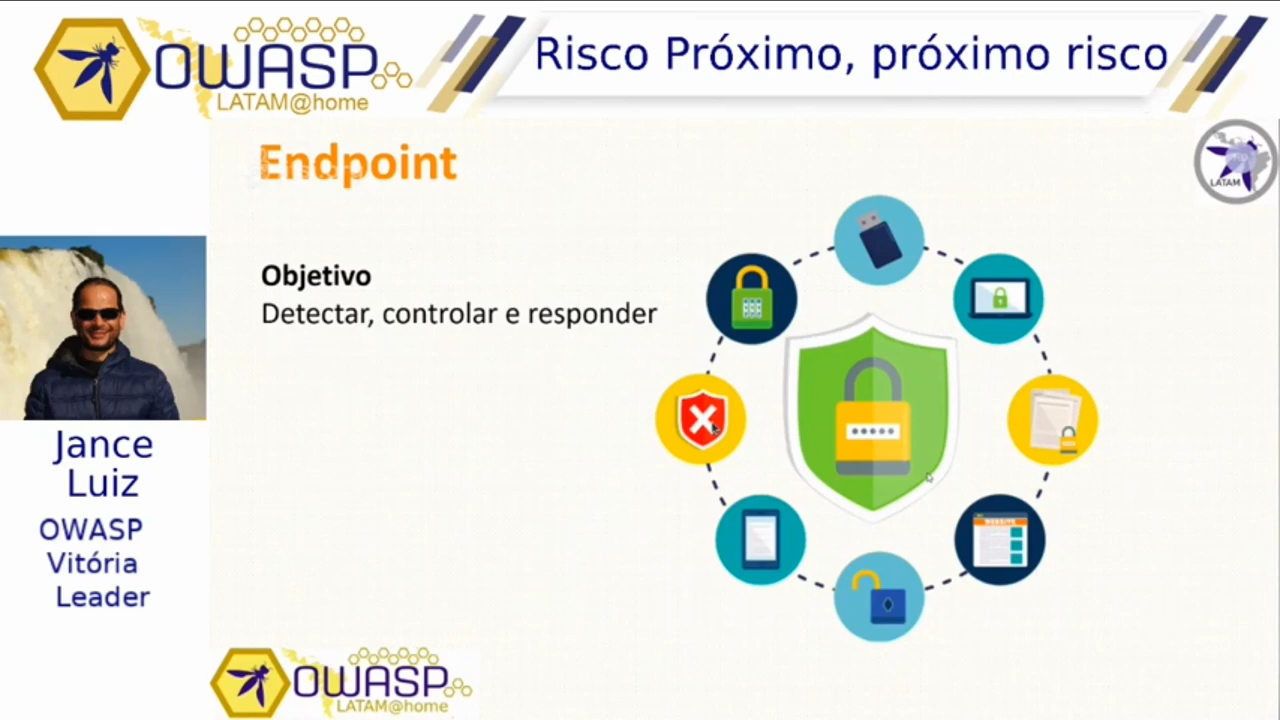 OWASP
LATAM@home
Risco Próximo, próximo risco
LATAM
Endpoint
Objetivo
Detectar, controlar e responder
WEBSITE
Jance
Luiz
OWASP
Vitória
Leader
OWASP
LATAM@home